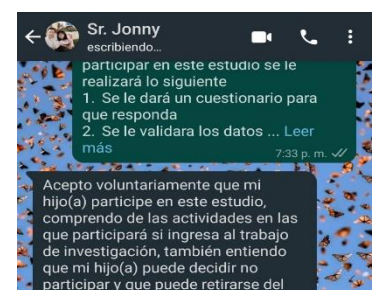 Sr. Jonny
escribiendo...
participar en este estudio se le
realizará lo siguiente
1. Se le dará un cuestionario para
que responda
2. Se le validara los datos ... Leer
más
7:33 p. m.
Acepto voluntariamente que mi
hijo(a) participe en este estudio,
comprendo de las actividades en las
que participará si ingresa al trabajo
de investigación, también entiendo
que mi hijo(a) puede decidir no
participar y que puede retirarse del